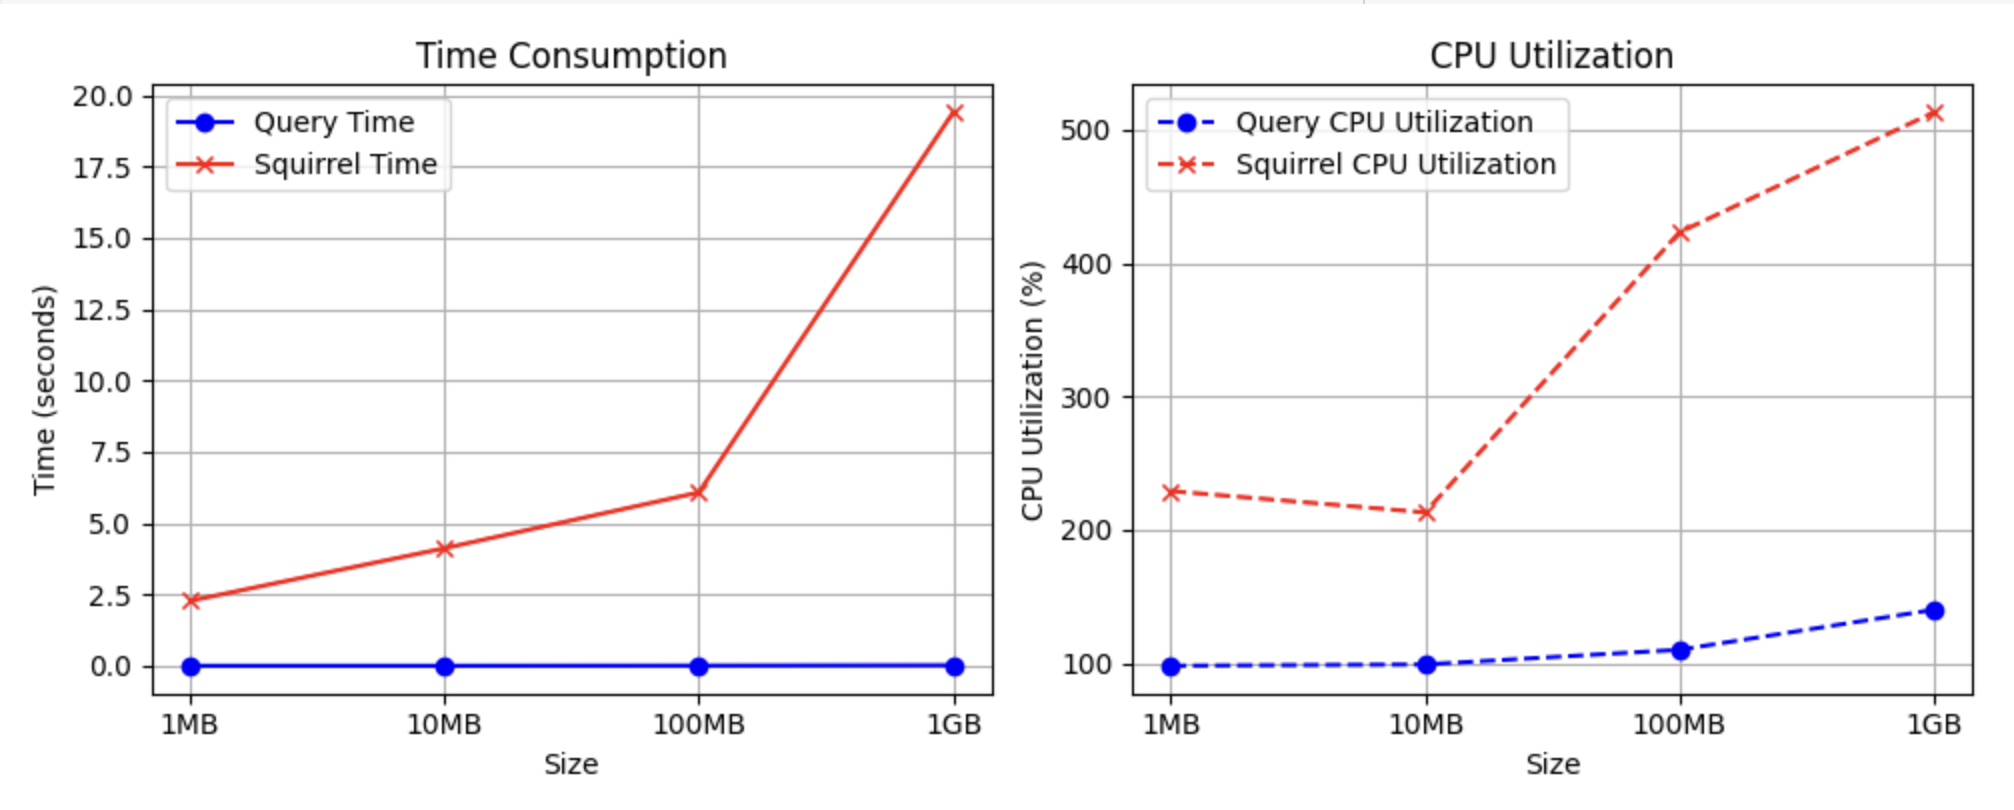 Time Consumption
20.0
17.5
15.0
12.5
10.0
7.5
5.0
2.5
0.0
Time (seconds)
Query Time
Squirrel Time
1MB 10MB 100MB 1GB
Size
CPU Utilization
500
400
300
200
100
CPU Utilization (%)
Query CPU Utilization
Squirrel CPU Utilization
1MB 10MB 100MB 1GB
Size